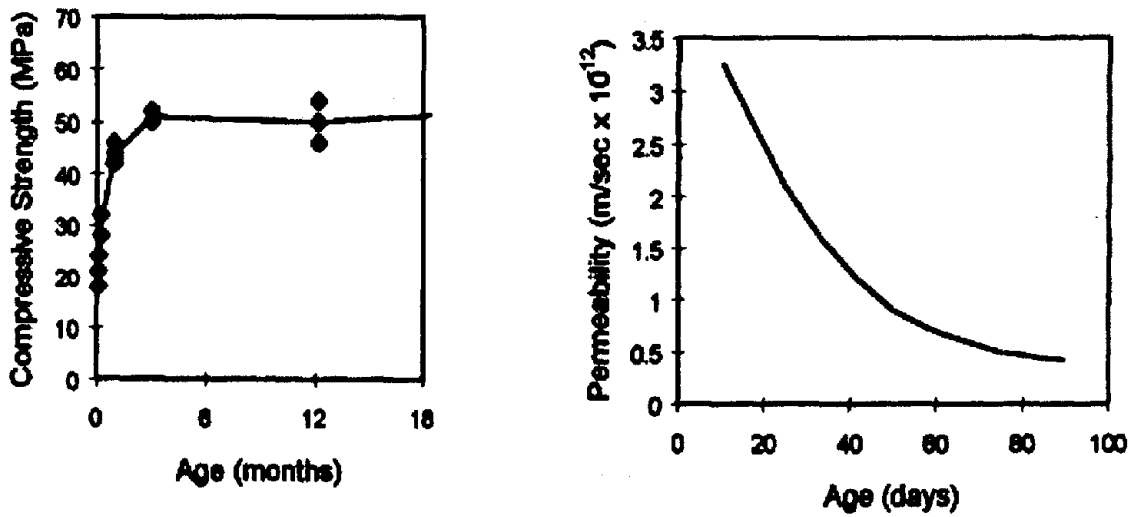 Compressive Strength (MPa)
70
60
50
40
30
20
10
0
0 6 12 18
Age (months)
Permeability (m/sec x 10¹²)
3.5
3
2.5
2
1.5
1
0.5
0
0 20 40 60 80 100
Age (days)